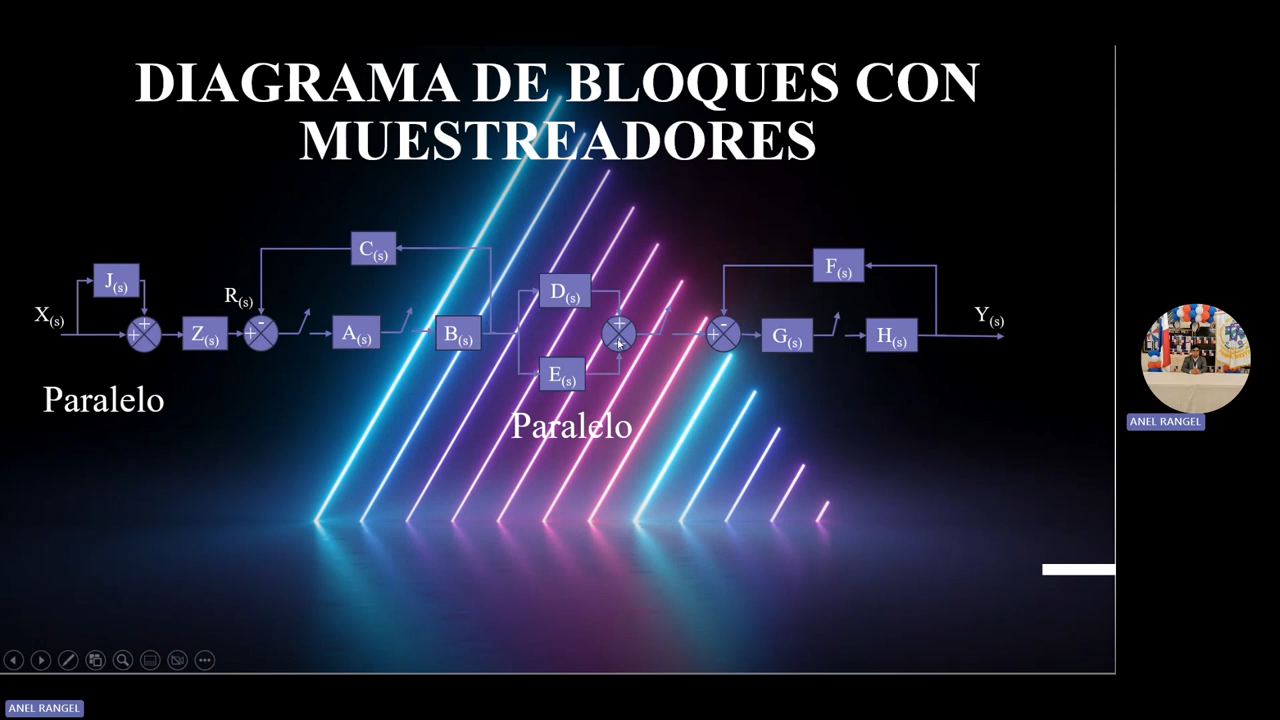 DIAGRAMA DE BLOQUES CON
MUESTREADORES
C(s)
F(s)
J(s)
D(s)
R(s)
X(s)
Y(s)
+
-
+
Z(s)
+
-
A(s)
B(s)
+
+
-
G(s)
H(s)
E(s)
Paralelo
Paralelo
ANEL RANGEL
ANEL RANGEL